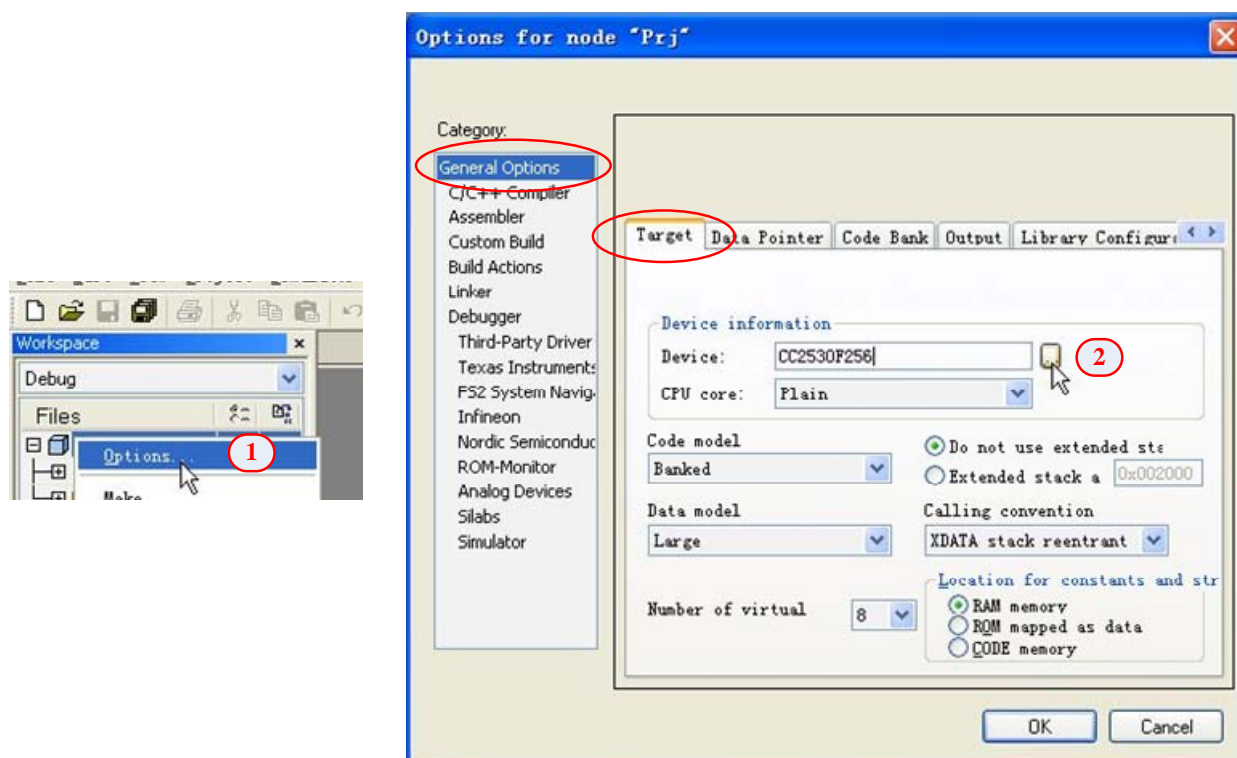 Workspace
Debug
Files
Options...
1
Make
Options for node "Prj"
Category:
General Options
C/C++ Compiler
Assembler
Custom Build
Build Actions
Linker
Debugger
Third-Party Driver
Texas Instruments
FS2 System Navig
Infineon
Nordic Semiconduc
ROM-Monitor
Analog Devices
Silabs
Simulator
Target Data Pointer Code Bank Output Library Configura
Device information
Device: CC2530F256
2
CPU core: Plain
Code model
Banked
Do not use extended sta
Extended stack a 0x002000
Data model
Large
Calling convention
XDATA stack reentrant
Number of virtual 8
Location for constants and str
RAM memory
ROM mapped as data
CODE memory
OK Cancel